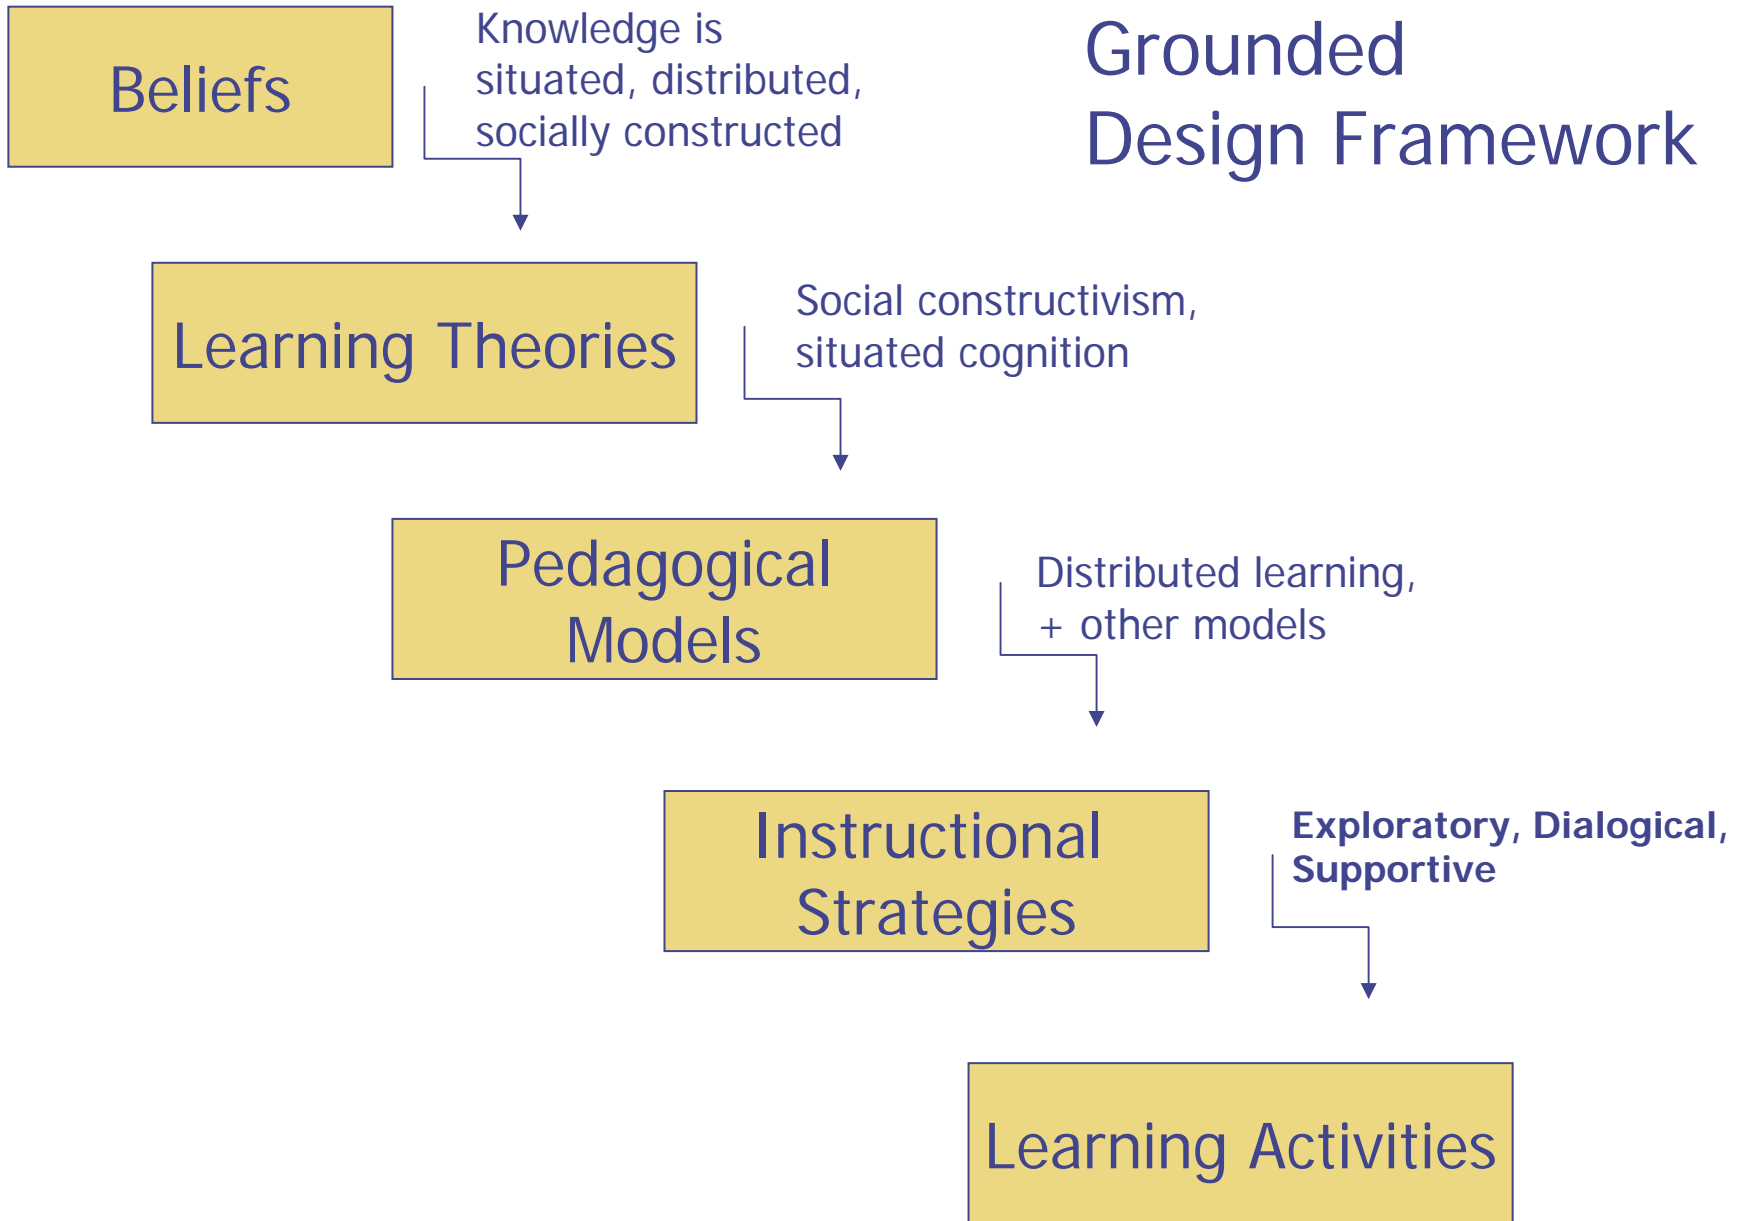 Grounded
Design Framework
Beliefs
Knowledge is
situated, distributed,
socially constructed
Learning Theories
Social constructivism,
situated cognition
Pedagogical
Models
Distributed learning,
+ other models
Instructional
Strategies
Exploratory, Dialogical,
Supportive
Learning Activities